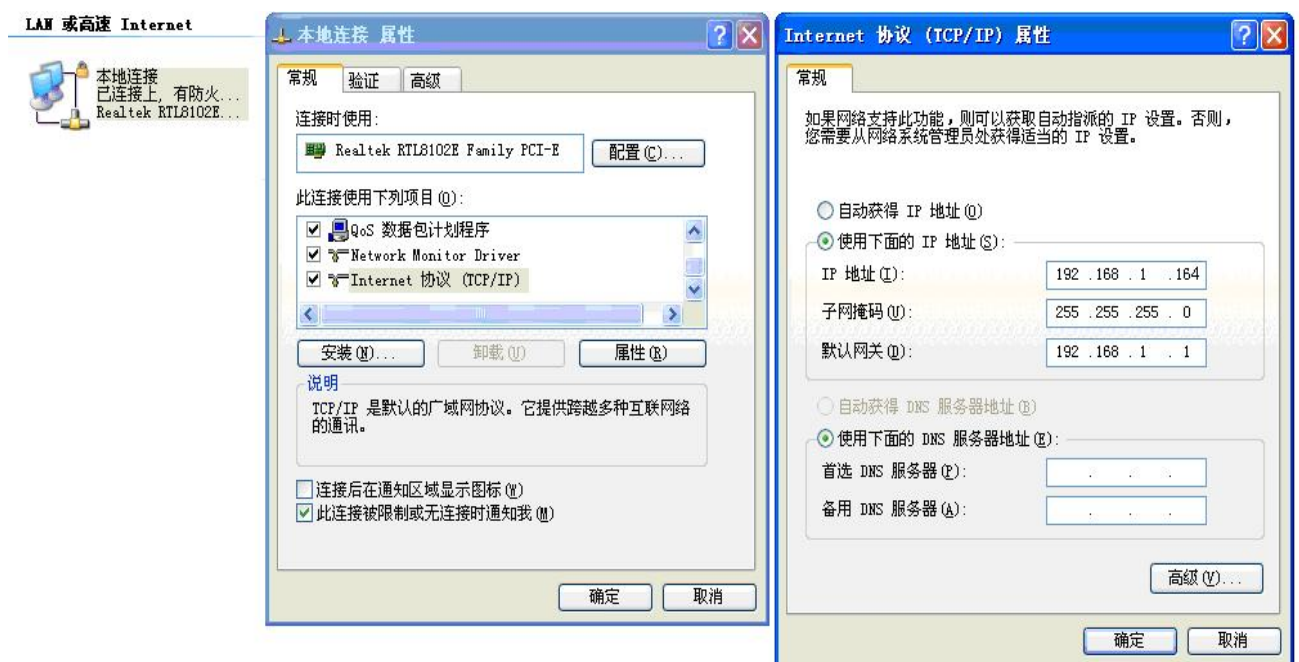 LAN 或高速 Internet
本地连接
已连接上, 有防火...
Realtek RTL8102E...
本地连接 属性
常规 验证 高级
连接时使用:
Realtek RTL8102E Family PCI-E
配置(C)...
此连接使用下列项目(O):
QoS 数据包计划程序
Network Monitor Driver
Internet 协议 (TCP/IP)
安装(N)... 卸载(U) 属性(R)
说明
TCP/IP 是默认的广域网协议。它提供跨越多种互联网络
的通讯。
连接后在通知区域显示图标(W)
此连接被限制或无连接时通知我(M)
确定 取消
Internet 协议 (TCP/IP) 属性
常规
如果网络支持此功能,则可以获取自动指派的 IP 设置。否则,
您需要从网络系统管理员处获得适当的 IP 设置。
自动获得 IP 地址(O)
使用下面的 IP 地址(S):
IP 地址(I): 192 .168 . 1 .164
子网掩码(U): 255 .255 .255 . 0
默认网关(D): 192 .168 . 1 . 1
自动获得 DNS 服务器地址(B)
使用下面的 DNS 服务器地址(E):
首选 DNS 服务器(P): . . .
备用 DNS 服务器(A): . . .
高级(V)...
确定 取消